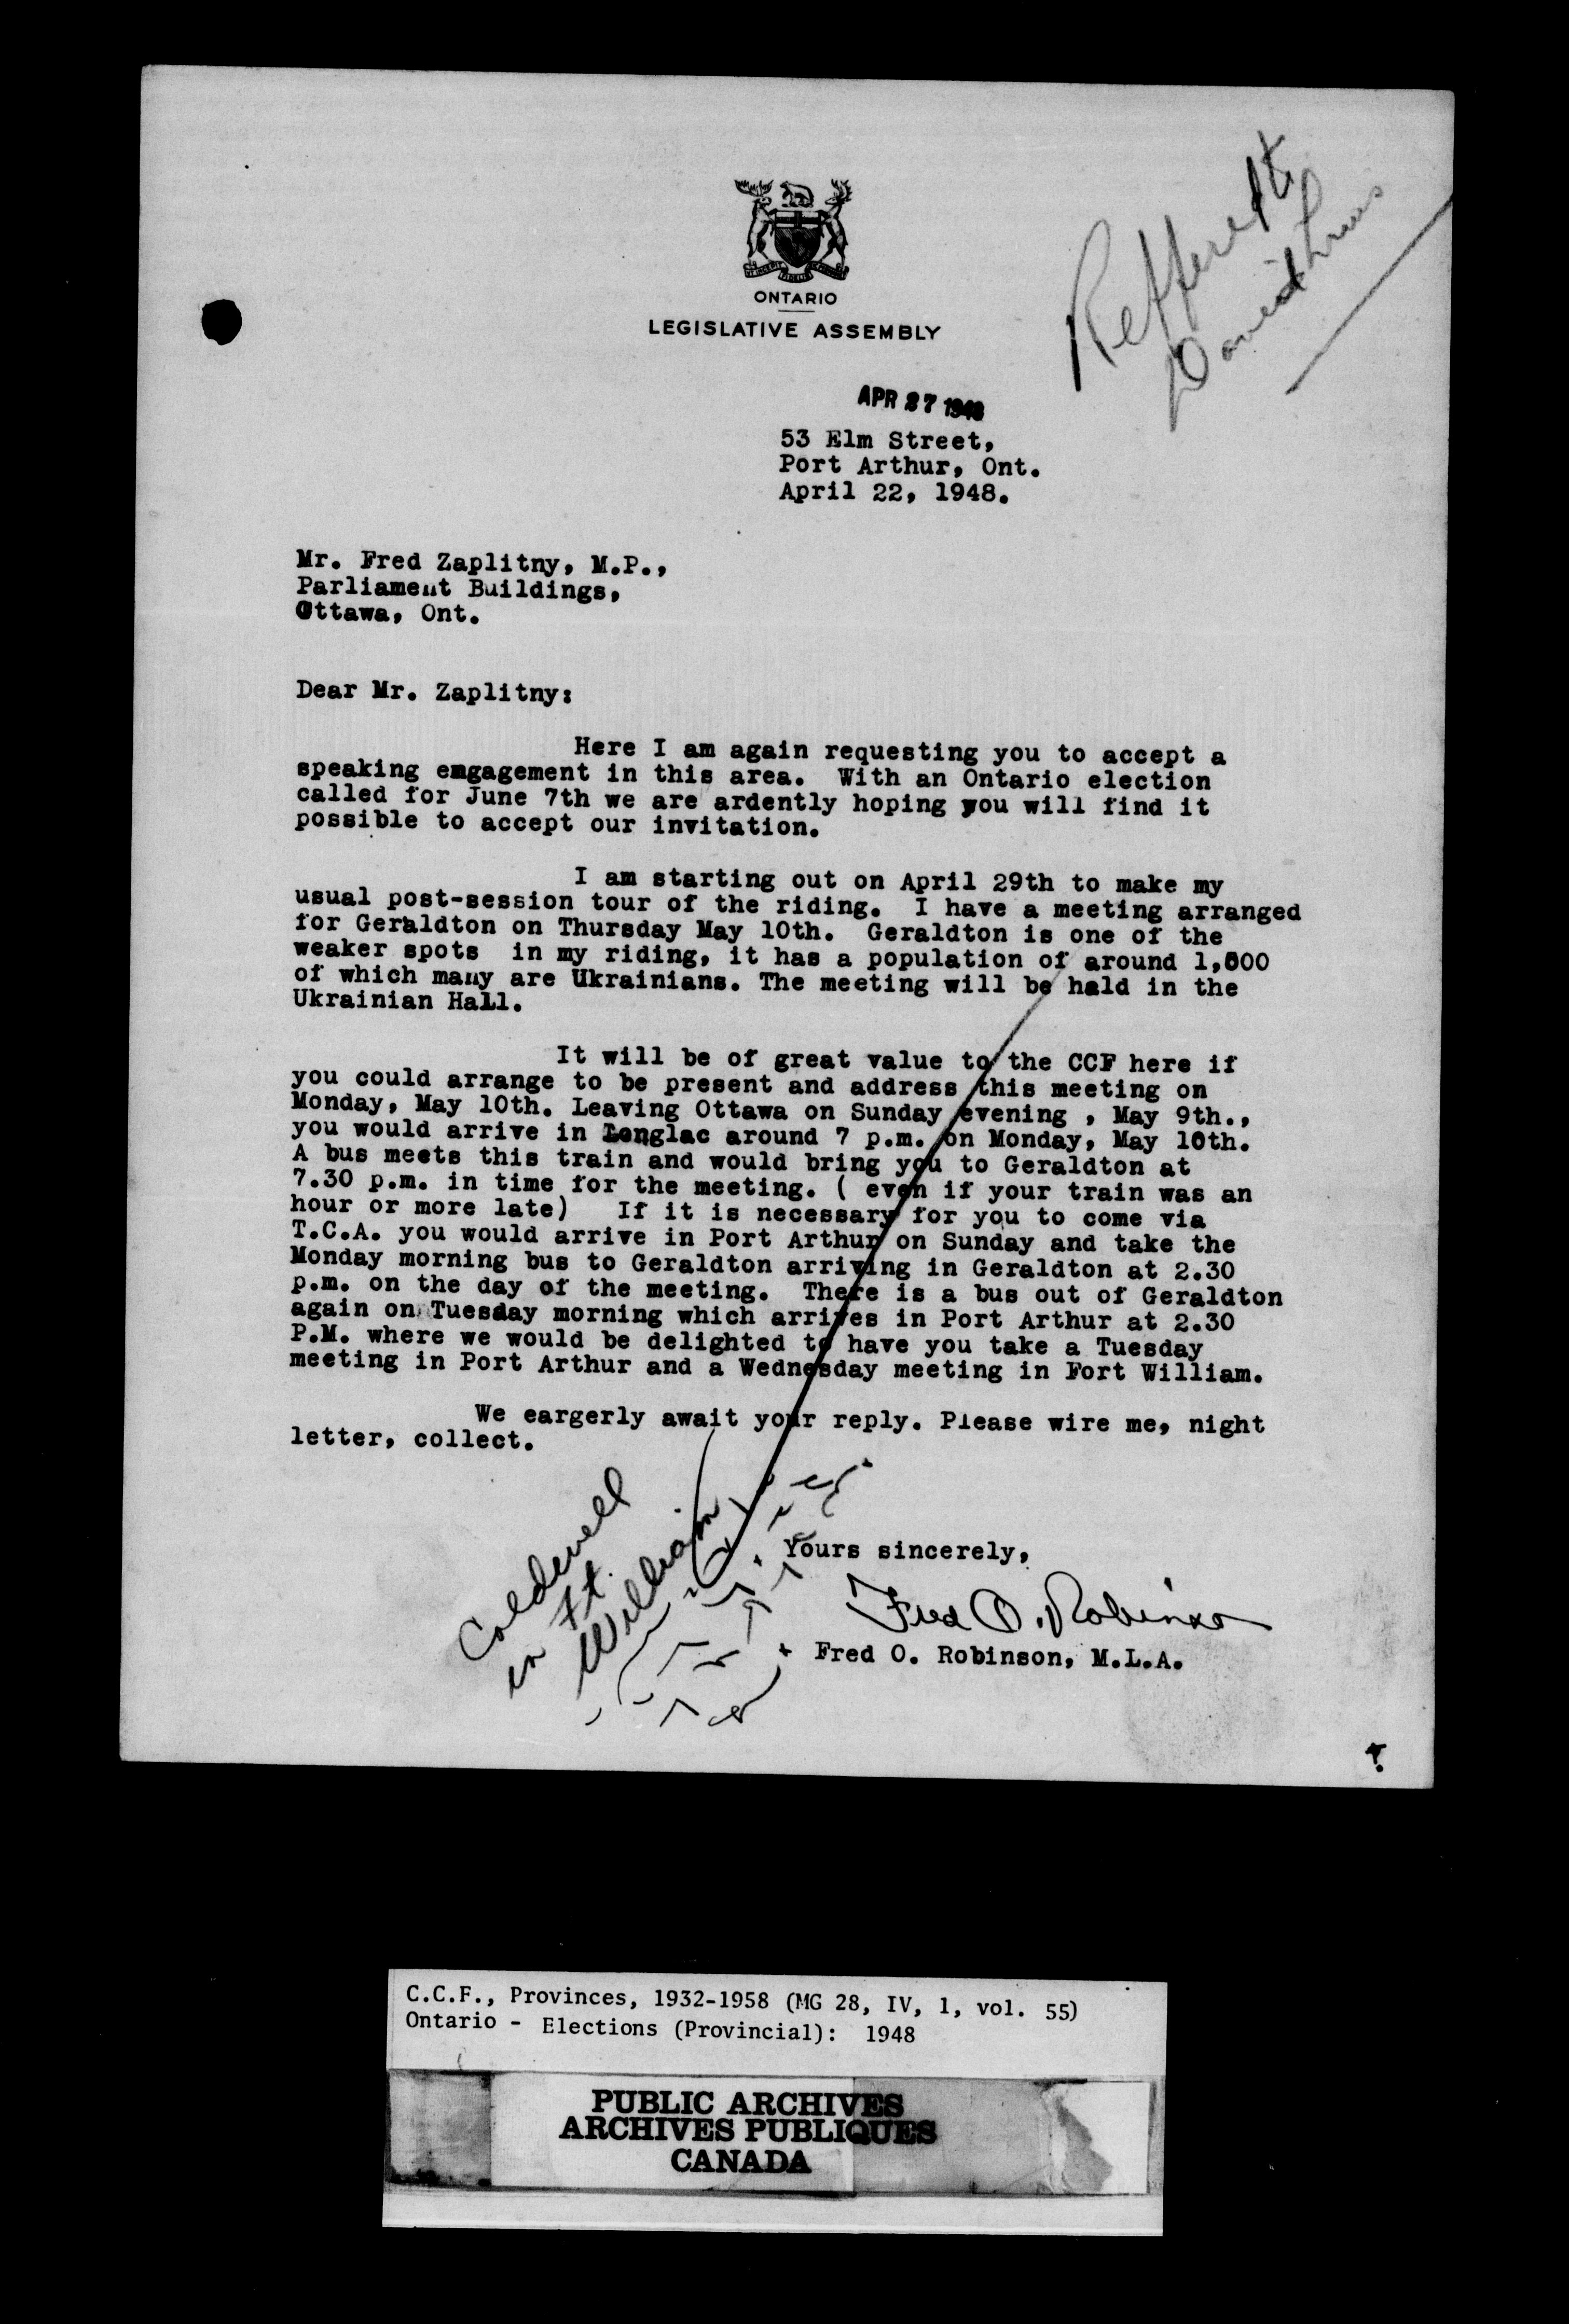 ONTARIO
LEGISLATIVE ASSEMBLY
APR 27 1948
53 Elm Street,
Port Arthur, Ont.
April 22, 1948.
Mr. Fred Zaplitny, M.P.,
Parliament Buildings,
Ottawa, Ont.
Dear Mr. Zaplitny:
Here I am again requesting you to accept a
speaking engagement in this area. With an Ontario election
called for June 7th we are ardently hoping you will find it
possible to accept our invitation.
I am starting out on April 29th to make my
usual post-session tour of the riding. I have a meeting arranged
for Geraldton on Thursday May 10th. Geraldton is one of the
weaker spots in my riding, it has a population of around
of which many are Ukrainians. The meeting will be held in the
Ukrainian Hall.
It will be of great value to the CCF here if
you could arrange to be present and address this meeting on
Monday, May 10th. Leaving Ottawa on Sunday evening , May 9th.,
you would arrive in Longlac around 7 p.m. on Monday, May 10th.
A bus meets this train and would bring you to Geraldton at
7.30 p.m. in time for the meeting. ( even if your train was an
hour or more late) If it is necessary for you to come via
T.C.A. you would arrive in Port Arthur on Sunday and take the
Monday morning bus to Geraldton arriving in Geraldton at 2.30
p.m. on the day of the meeting. There is a bus out of Geraldton
again on Tuesday morning which arrives in Port Arthur at 2.30
P.M. where we would be delighted to have you take a Tuesday
meeting in Port Arthur and a Wednesday meeting in Fort William.
We eargerly await your reply. Please wire me, night
letter, collect.
Coldwell
in Ft.
William
Yours sincerely,
Fred O. Robinson
Fred O. Robinson, M.L.A.
C.C.F., Provinces, 1932-1958 (MG 28, IV, 1, vol. 55)
Ontario - Elections (Provincial): 1948
PUBLIC ARCHIVES
ARCHIVES PUBLIQUES
CANADA